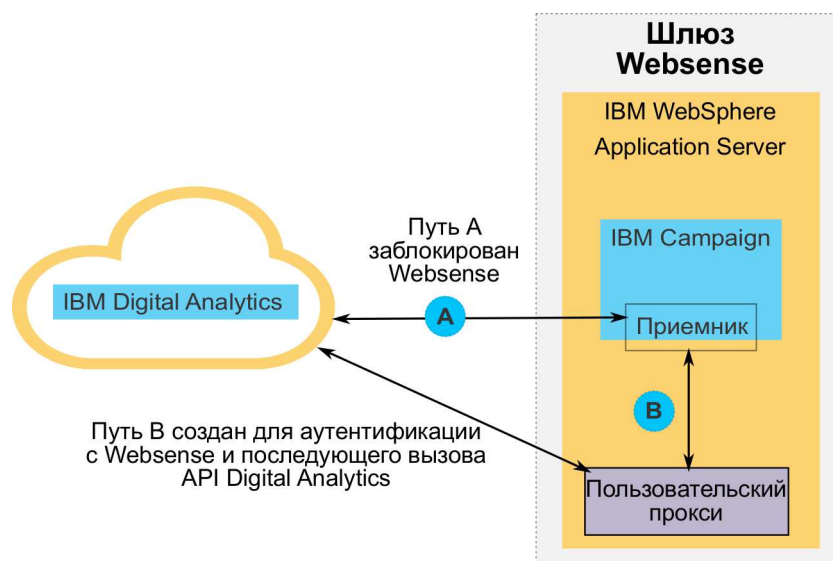 Шлюз
Websense
IBM WebSphere
Application Server
Путь A
заблокирован
Websense
IBM Campaign
IBM Digital Analytics
A
Приемник
B
Путь B создан для аутентификации
с Websense и последующего вызова
API Digital Analytics
Пользовательский
прокси